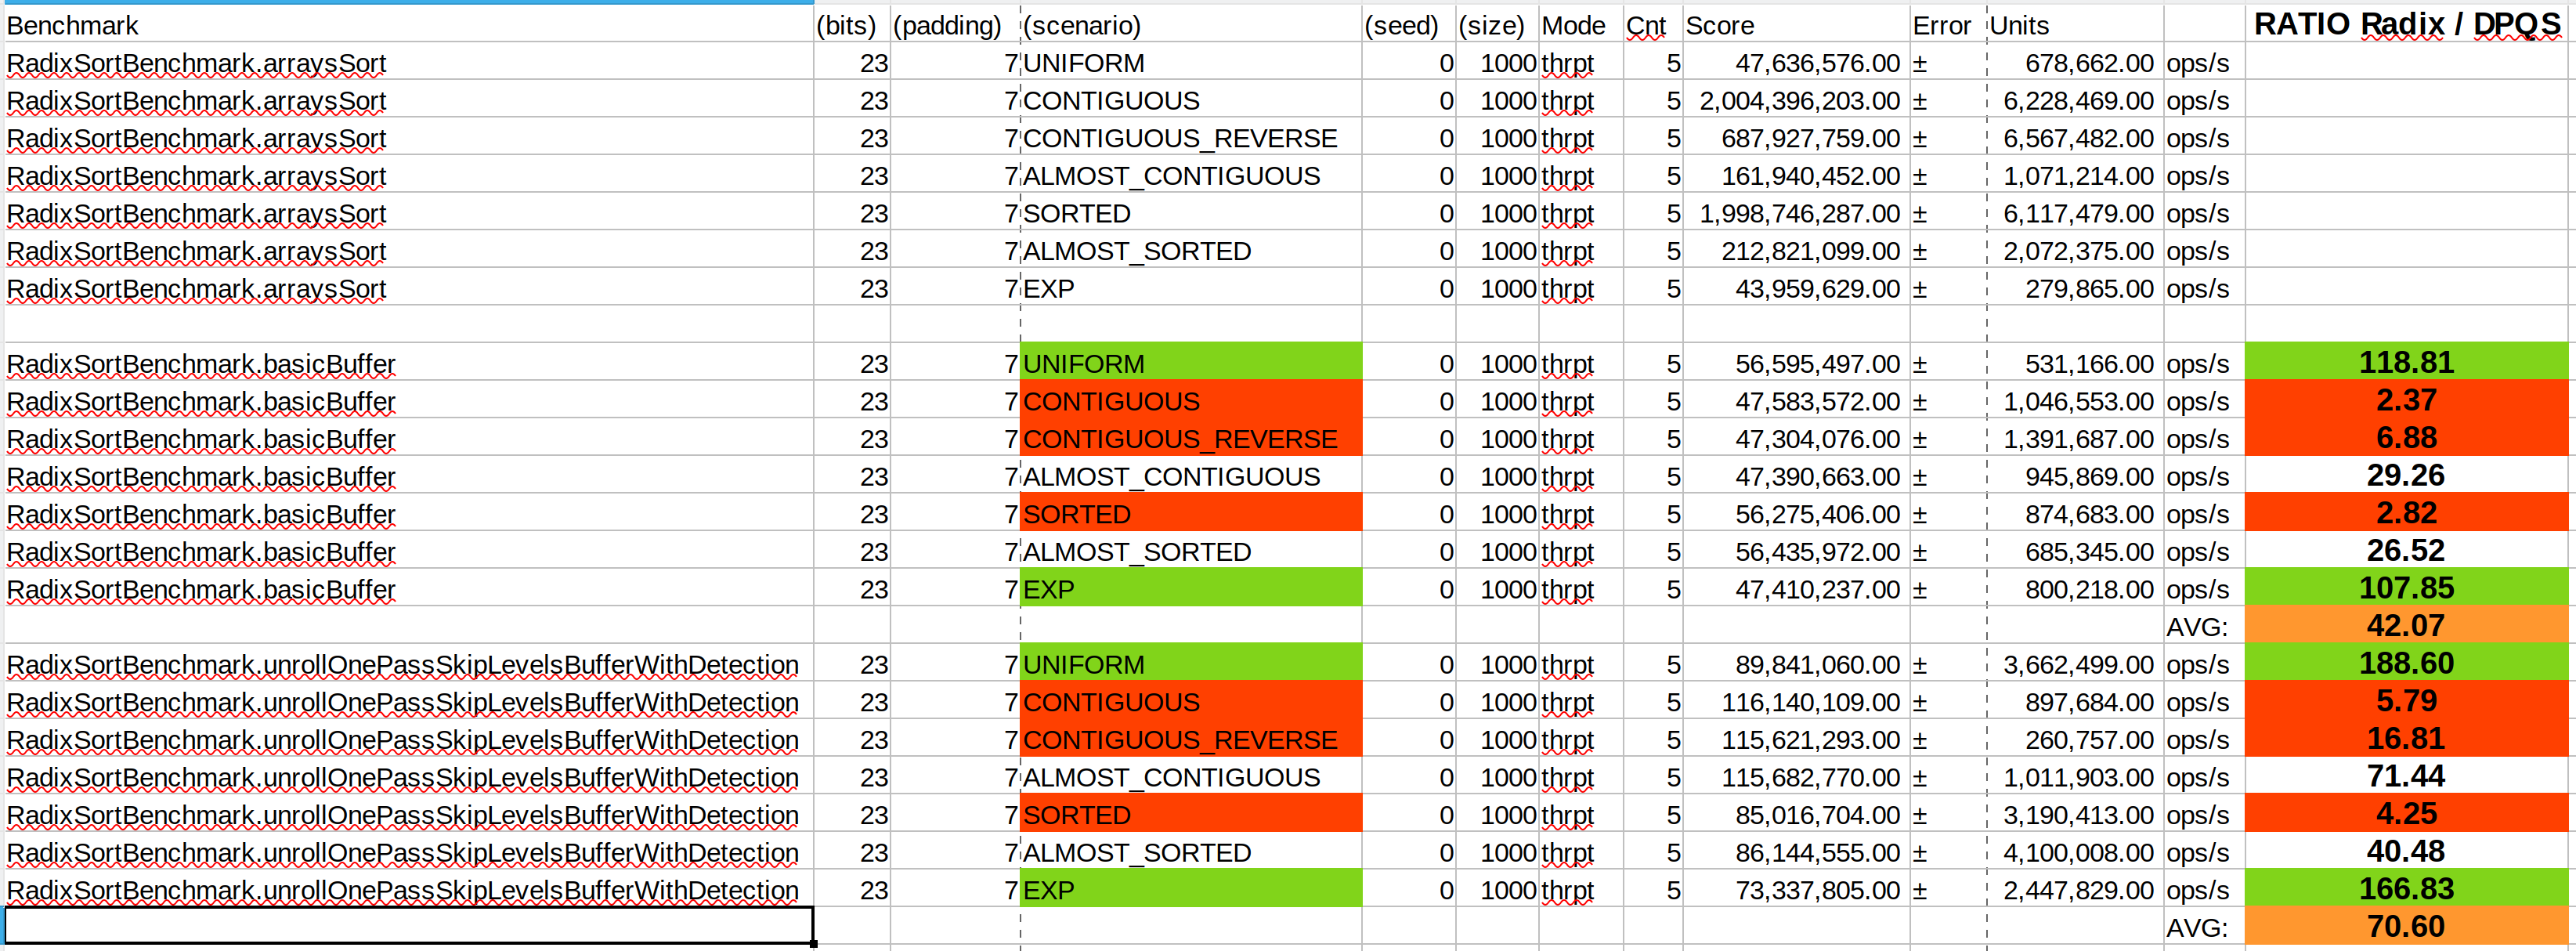 Benchmark (bits) (padding) (scenario) (seed) (size) Mode Cnt Score Error Units RATIO Radix / DPQS
RadixSortBenchmark.arraysSort 23 7 UNIFORM 0 1000 thrpt 5 47,636,576.00 ± 678,662.00 ops/s
RadixSortBenchmark.arraysSort 23 7 CONTIGUOUS 0 1000 thrpt 5 2,004,396,203.00 ± 6,228,469.00 ops/s
RadixSortBenchmark.arraysSort 23 7 CONTIGUOUS_REVERSE 0 1000 thrpt 5 687,927,759.00 ± 6,567,482.00 ops/s
RadixSortBenchmark.arraysSort 23 7 ALMOST_CONTIGUOUS 0 1000 thrpt 5 161,940,452.00 ± 1,071,214.00 ops/s
RadixSortBenchmark.arraysSort 23 7 SORTED 0 1000 thrpt 5 1,998,746,287.00 ± 6,117,479.00 ops/s
RadixSortBenchmark.arraysSort 23 7 ALMOST_SORTED 0 1000 thrpt 5 212,821,099.00 ± 2,072,375.00 ops/s
RadixSortBenchmark.arraysSort 23 7 EXP 0 1000 thrpt 5 43,959,629.00 ± 279,865.00 ops/s
RadixSortBenchmark.basicBuffer 23 7 UNIFORM 0 1000 thrpt 5 56,595,497.00 ± 531,166.00 ops/s 118.81
RadixSortBenchmark.basicBuffer 23 7 CONTIGUOUS 0 1000 thrpt 5 47,583,572.00 ± 1,046,553.00 ops/s 2.37
RadixSortBenchmark.basicBuffer 23 7 CONTIGUOUS_REVERSE 0 1000 thrpt 5 47,304,076.00 ± 1,391,687.00 ops/s 6.88
RadixSortBenchmark.basicBuffer 23 7 ALMOST_CONTIGUOUS 0 1000 thrpt 5 47,390,663.00 ± 945,869.00 ops/s 29.26
RadixSortBenchmark.basicBuffer 23 7 SORTED 0 1000 thrpt 5 56,275,406.00 ± 874,683.00 ops/s 2.82
RadixSortBenchmark.basicBuffer 23 7 ALMOST_SORTED 0 1000 thrpt 5 56,435,972.00 ± 685,345.00 ops/s 26.52
RadixSortBenchmark.basicBuffer 23 7 EXP 0 1000 thrpt 5 47,410,237.00 ± 800,218.00 ops/s 107.85
AVG: 42.07
RadixSortBenchmark.unrollOnePassSkipLevelsBufferWithDetection 23 7 UNIFORM 0 1000 thrpt 5 89,841,060.00 ± 3,662,499.00 ops/s 188.60
RadixSortBenchmark.unrollOnePassSkipLevelsBufferWithDetection 23 7 CONTIGUOUS 0 1000 thrpt 5 116,140,109.00 ± 897,684.00 ops/s 5.79
RadixSortBenchmark.unrollOnePassSkipLevelsBufferWithDetection 23 7 CONTIGUOUS_REVERSE 0 1000 thrpt 5 115,621,293.00 ± 260,757.00 ops/s 16.81
RadixSortBenchmark.unrollOnePassSkipLevelsBufferWithDetection 23 7 ALMOST_CONTIGUOUS 0 1000 thrpt 5 115,682,770.00 ± 1,011,903.00 ops/s 71.44
RadixSortBenchmark.unrollOnePassSkipLevelsBufferWithDetection 23 7 SORTED 0 1000 thrpt 5 85,016,704.00 ± 3,190,413.00 ops/s 4.25
RadixSortBenchmark.unrollOnePassSkipLevelsBufferWithDetection 23 7 ALMOST_SORTED 0 1000 thrpt 5 86,144,555.00 ± 4,100,008.00 ops/s 40.48
RadixSortBenchmark.unrollOnePassSkipLevelsBufferWithDetection 23 7 EXP 0 1000 thrpt 5 73,337,805.00 ± 2,447,829.00 ops/s 166.83
AVG: 70.60